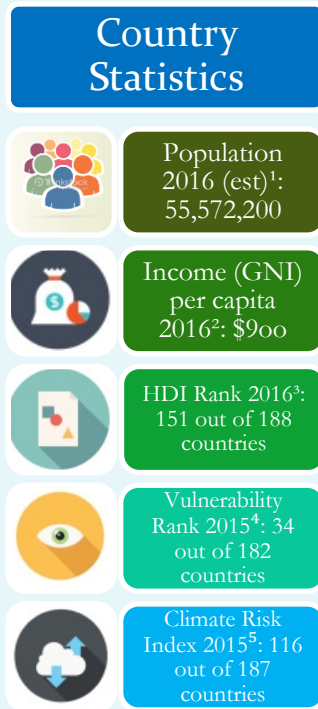 Country
Statistics
Population
2016 (est)¹:
55,572,200
Income (GNI)
per capita
2016²: $900
HDI Rank 2016³:
151 out of 188
countries
Vulnerability
Rank 2015⁴: 34
out of 182
countries
Climate Risk
Index 2015⁵: 116
out of 187
countries